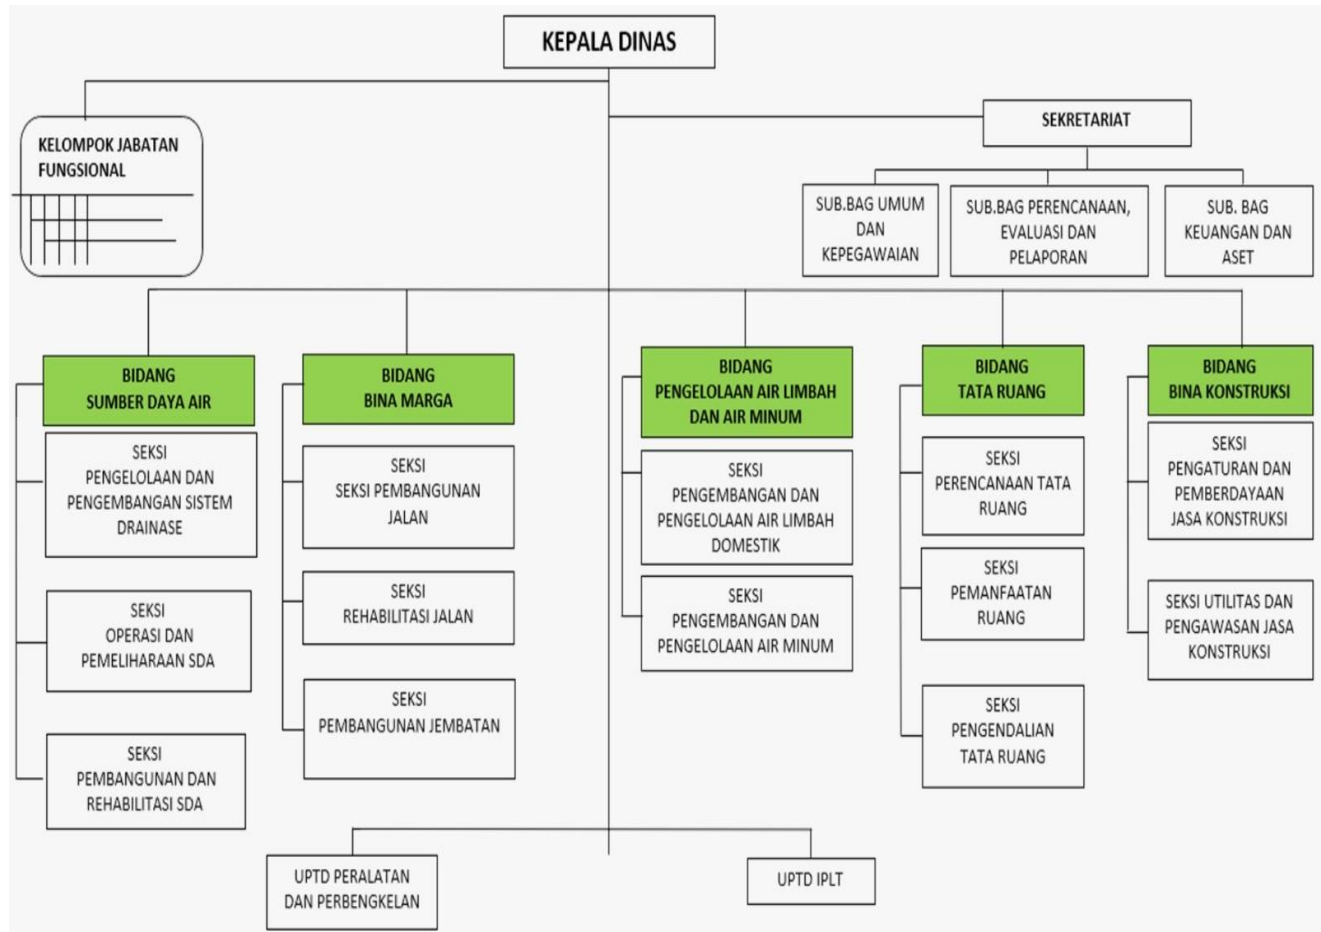 KEPALA DINAS
KELOMPOK JABATAN
FUNGSIONAL
SEKRETARIAT
SUB.BAG UMUM
DAN
KEPEGAWAIAN
SUB.BAG PERENCANAAN,
EVALUASI DAN
PELAPORAN
SUB. BAG
KEUANGAN DAN
ASET
BIDANG
SUMBER DAYA AIR
SEKSI
PENGELOLAAN DAN
PENGEMBANGAN SISTEM
DRAINASE
SEKSI
OPERASI DAN
PEMELIHARAAN SDA
SEKSI
PEMBANGUNAN DAN
REHABILITASI SDA
BIDANG
BINA MARGA
SEKSI
SEKSI PEMBANGUNAN
JALAN
SEKSI
REHABILITASI JALAN
SEKSI
PEMBANGUNAN JEMBATAN
BIDANG
PENGELOLAAN AIR LIMBAH
DAN AIR MINUM
SEKSI
PENGEMBANGAN DAN
PENGELOLAAN AIR LIMBAH
DOMESTIK
SEKSI
PENGEMBANGAN DAN
PENGELOLAAN AIR MINUM
BIDANG
TATA RUANG
SEKSI
PERENCANAAN TATA
RUANG
SEKSI
PEMANFAATAN
RUANG
SEKSI
PENGENDALIAN
TATA RUANG
BIDANG
BINA KONSTRUKSI
SEKSI
PENGATURAN DAN
PEMBERDAYAAN
JASA KONSTRUKSI
SEKSI UTILITAS DAN
PENGAWASAN JASA
KONSTRUKSI
UPTD PERALATAN
DAN PERBENGKELAN
UPTD IPLT